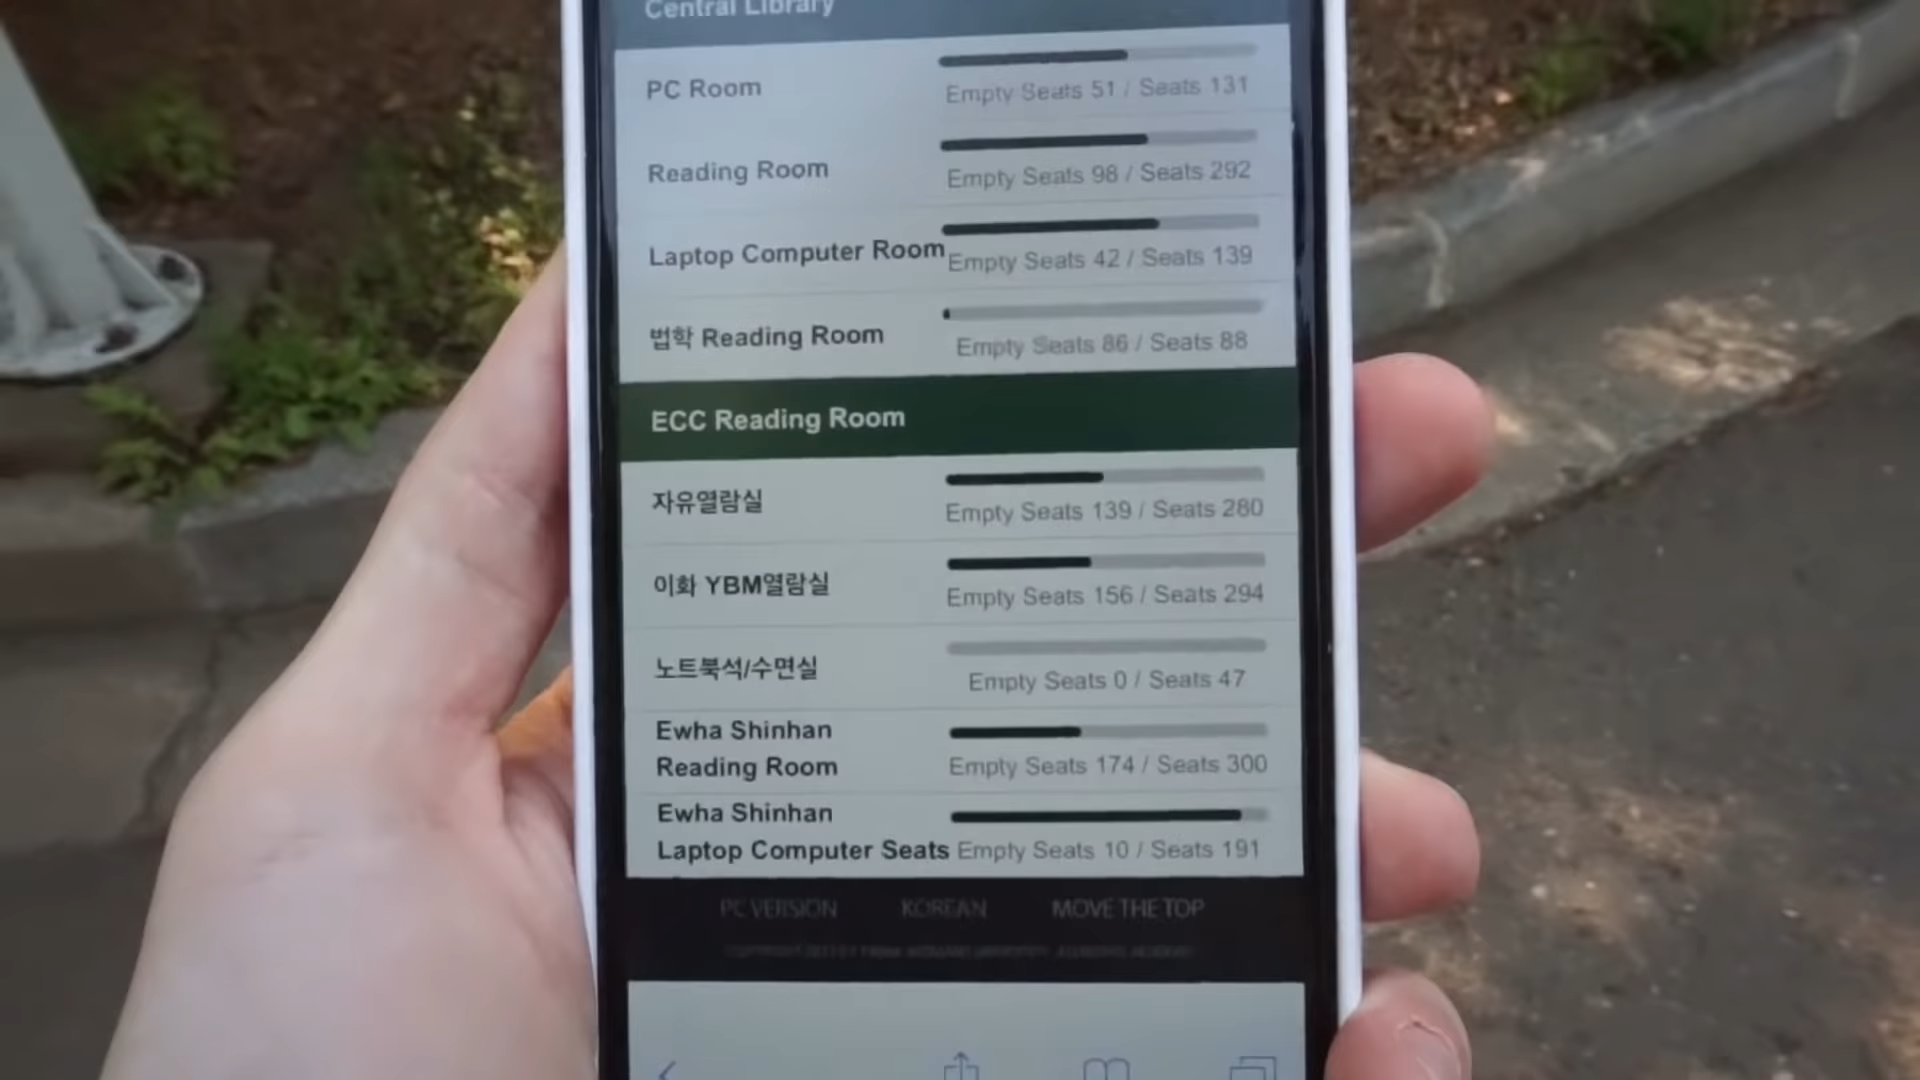 Central Library
PC Room
Empty Seats 51 / Seats 131
Reading Room
Empty Seats 98 / Seats 292
Laptop Computer Room
Empty Seats 42 / Seats 139
법학 Reading Room
Empty Seats 86 / Seats 88
ECC Reading Room
자유열람실
Empty Seats 139 / Seats 280
이화 YBM열람실
Empty Seats 156 / Seats 294
노트북석/수면실
Empty Seats 0 / Seats 47
Ewha Shinhan
Reading Room
Empty Seats 174 / Seats 300
Ewha Shinhan
Laptop Computer Seats
Empty Seats 10 / Seats 191
PC VERSION
KOREAN
MOVE THE TOP